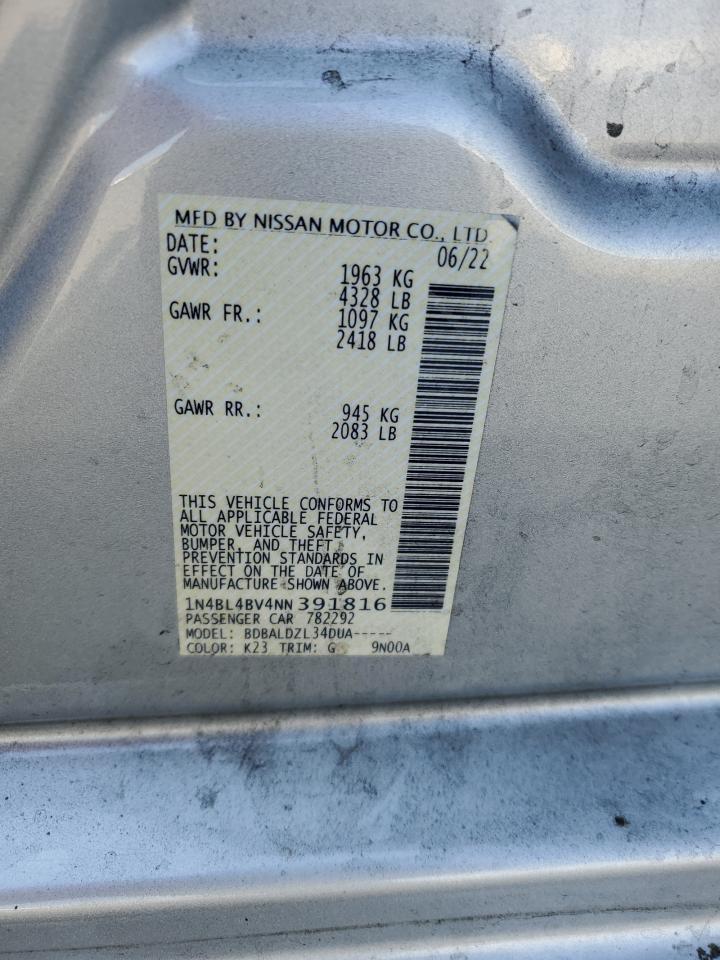 MFD BY NISSAN MOTOR CO., LTD.
DATE: 06/22
GVWR: 1963 KG
4328 LB
GAWR FR.: 1097 KG
2418 LB
GAWR RR.: 945 KG
2083 LB
THIS VEHICLE CONFORMS TO
ALL APPLICABLE FEDERAL
MOTOR VEHICLE SAFETY,
BUMPER, AND THEFT
PREVENTION STANDARDS IN
EFFECT ON THE DATE OF
MANUFACTURE SHOWN ABOVE.
1N4BL4BV4NN391816
PASSENGER CAR 782292
MODEL: BDBALDZL34DUA-----
COLOR: K23 TRIM: G 9N00A